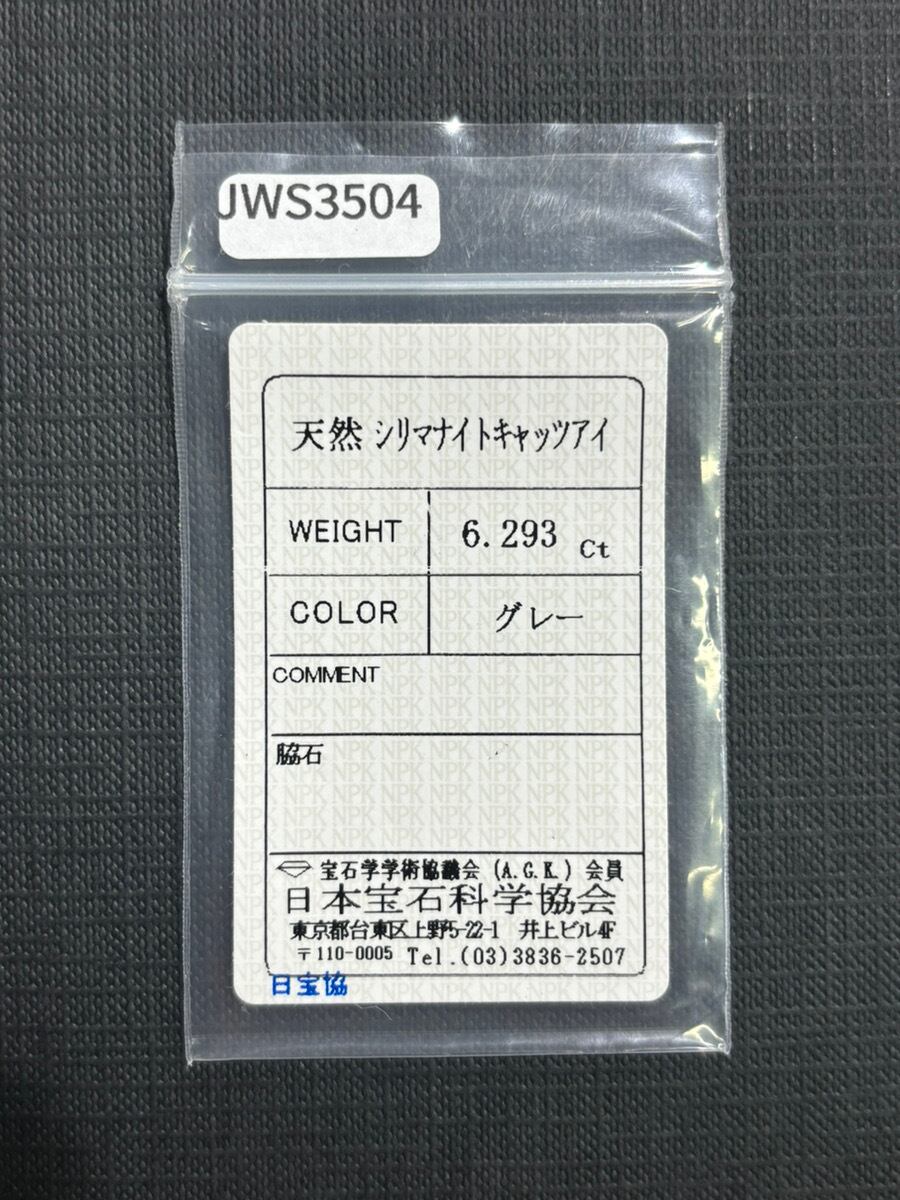 JWS3504
天然 シリマナイトキャッツアイ
WEIGHT 6.293 Ct
COLOR グレー
COMMENT
脇石
宝石学学術協議会 (A.G.K.) 会員
日本宝石科学協会
東京都台東区上野5-22-1 井上ビル4F
〒110-0005 Tel.(03)3836-2507
日宝協